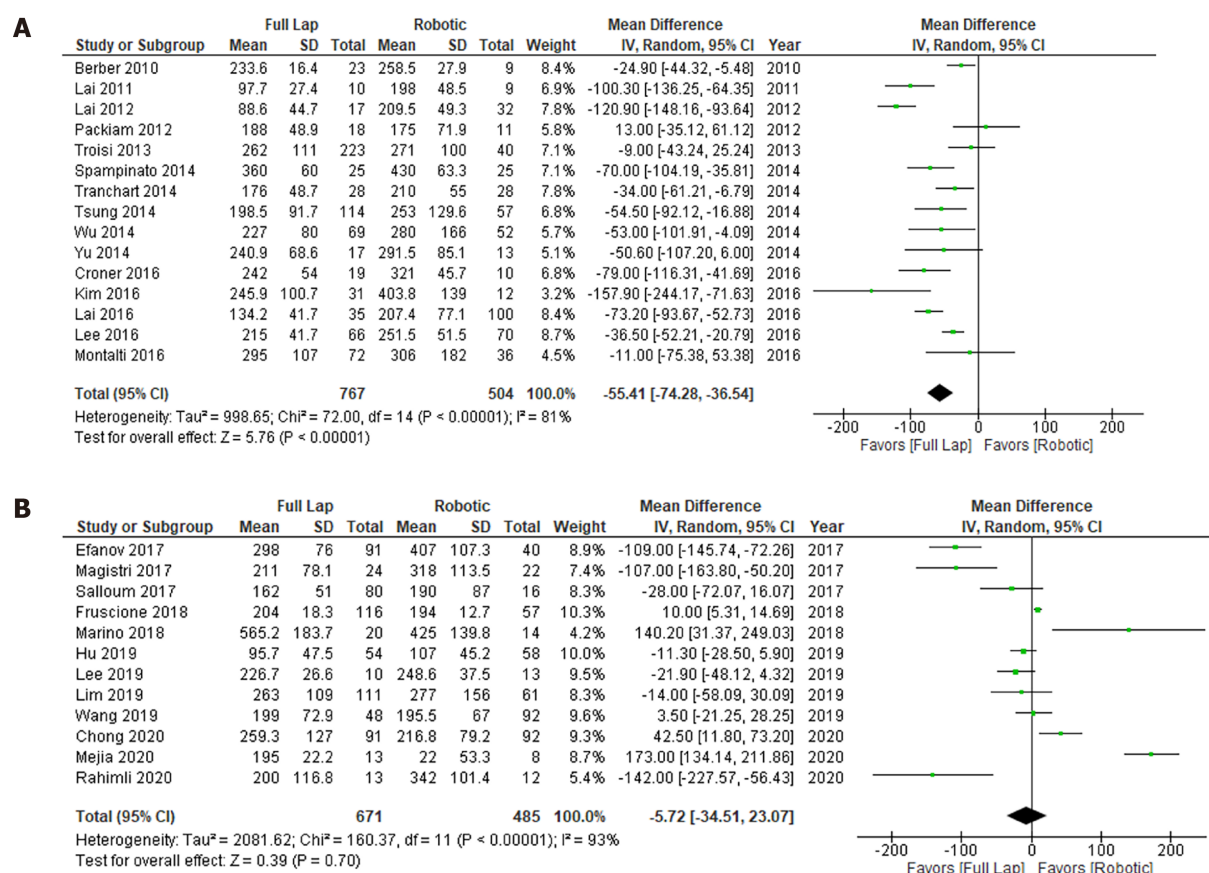 A
Full Lap Robotic Mean Difference Mean Difference
Study or Subgroup Mean SD Total Mean SD Total Weight IV, Random, 95% CI Year IV, Random, 95% CI
Berber 2010 233.6 16.4 23 258.5 27.9 9 8.4% -24.90 [-44.32, -5.48] 2010
Lai 2011 97.7 27.4 10 198 48.5 9 6.9% -100.30 [-136.25, -64.35] 2011
Lai 2012 88.6 44.7 17 209.5 49.3 32 7.8% -120.90 [-148.16, -93.64] 2012
Packiam 2012 188 48.9 18 175 71.9 11 5.8% 13.00 [-35.12, 61.12] 2012
Troisi 2013 262 111 223 271 100 40 7.1% -9.00 [-43.24, 25.24] 2013
Spampinato 2014 360 60 25 430 63.3 25 7.1% -70.00 [-104.19, -35.81] 2014
Tranchart 2014 176 48.7 28 210 55 28 7.8% -34.00 [-61.21, -6.79] 2014
Tsung 2014 198.5 91.7 114 253 129.6 57 6.8% -54.50 [-92.12, -16.88] 2014
Wu 2014 227 80 69 280 166 52 5.7% -53.00 [-101.91, -4.09] 2014
Yu 2014 240.9 68.6 17 291.5 85.1 13 5.1% -50.60 [-107.20, 6.00] 2014
Croner 2016 242 54 19 321 45.7 10 6.8% -79.00 [-116.31, -41.69] 2016
Kim 2016 245.9 100.7 31 403.8 139 12 3.2% -157.90 [-244.17, -71.63] 2016
Lai 2016 134.2 41.7 35 207.4 77.1 100 8.4% -73.20 [-93.67, -52.73] 2016
Lee 2016 215 41.7 66 251.5 51.5 70 8.7% -36.50 [-52.21, -20.79] 2016
Montalti 2016 295 107 72 306 182 36 4.5% -11.00 [-75.38, 53.38] 2016
Total (95% CI) 767 504 100.0% -55.41 [-74.28, -36.54]
Heterogeneity: Tau² = 998.65; Chi² = 72.00, df = 14 (P < 0.00001); I² = 81%
Test for overall effect: Z = 5.76 (P < 0.00001)
-200 -100 0 100 200
Favors [Full Lap] Favors [Robotic]
B
Full Lap Robotic Mean Difference Mean Difference
Study or Subgroup Mean SD Total Mean SD Total Weight IV, Random, 95% CI Year IV, Random, 95% CI
Efanov 2017 298 76 91 407 107.3 40 8.9% -109.00 [-145.74, -72.26] 2017
Magistri 2017 211 78.1 24 318 113.5 22 7.4% -107.00 [-163.80, -50.20] 2017
Salloum 2017 162 51 80 190 87 16 8.3% -28.00 [-72.07, 16.07] 2017
Fruscione 2018 204 18.3 116 194 12.7 57 10.3% 10.00 [5.31, 14.69] 2018
Marino 2018 565.2 183.7 20 425 139.8 14 4.2% 140.20 [31.37, 249.03] 2018
Hu 2019 95.7 47.5 54 107 45.2 58 10.0% -11.30 [-28.50, 5.90] 2019
Lee 2019 226.7 26.6 10 248.6 37.5 13 9.5% -21.90 [-48.12, 4.32] 2019
Lim 2019 263 109 111 277 156 61 8.3% -14.00 [-58.09, 30.09] 2019
Wang 2019 199 72.9 48 195.5 67 92 9.6% 3.50 [-21.25, 28.25] 2019
Chong 2020 259.3 127 91 216.8 79.2 92 9.3% 42.50 [11.80, 73.20] 2020
Mejia 2020 195 22.2 13 22 53.3 8 8.7% 173.00 [134.14, 211.86] 2020
Rahimli 2020 200 116.8 13 342 101.4 12 5.4% -142.00 [-227.57, -56.43] 2020
Total (95% CI) 671 485 100.0% -5.72 [-34.51, 23.07]
Heterogeneity: Tau² = 2081.62; Chi² = 160.37, df = 11 (P < 0.00001); I² = 93%
Test for overall effect: Z = 0.39 (P = 0.70)
-200 -100 0 100 200
Favors [Full Lap] Favors [Robotic]